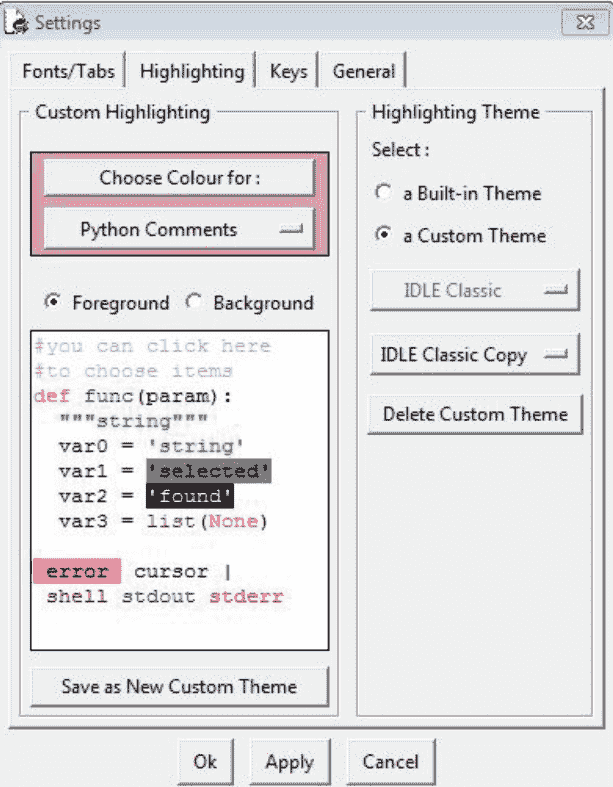 Settings
Fonts/Tabs Highlighting Keys General
Custom Highlighting
Choose Colour for :
Python Comments
Foreground Background
#you can click here
#to choose items
def func(param):
"""string"""
var0 = 'string'
var1 = 'selected'
var2 = 'found'
var3 = list(None)
error cursor |
shell stdout stderr
Save as New Custom Theme
Highlighting Theme
Select :
a Built-in Theme
a Custom Theme
IDLE Classic
IDLE Classic Copy
Delete Custom Theme
Ok Apply Cancel